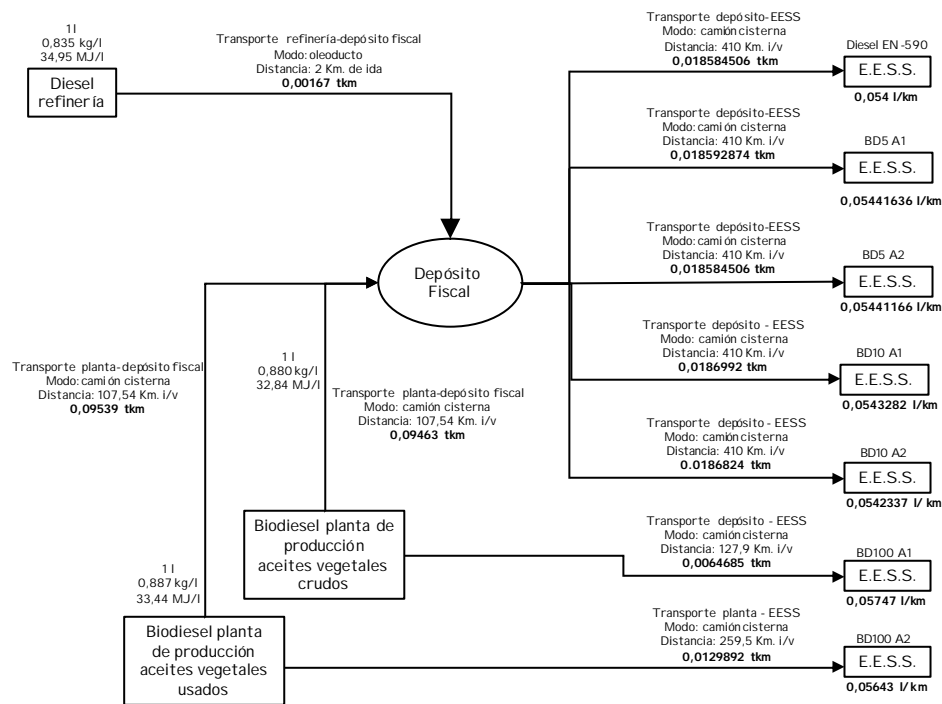 1 l
0,835 kg/l
34,95 MJ/l
Diesel
refinería
Transporte refinería-depósito fiscal
Modo: oleoducto
Distancia: 2 Km. de ida
0,00167 tkm
Transporte depósito-EESS
Modo: camión cisterna
Distancia: 410 Km. i/v
0,018584506 tkm
Diesel EN-590
E.E.S.S.
0,054 l/km
Transporte depósito-EESS
Modo: camión cisterna
Distancia: 410 Km. i/v
0,018592874 tkm
BD5 A1
E.E.S.S.
0,05441636 l/km
Transporte depósito-EESS
Modo: camión cisterna
Distancia: 410 Km. i/v
0,018584506 tkm
BD5 A2
E.E.S.S.
0,05441166 l/km
Depósito
Fiscal
Transporte depósito - EESS
Modo: camión cisterna
Distancia: 410 Km. i/v
0,0186992 tkm
BD10 A1
E.E.S.S.
0,0543282 l/km
Transporte planta-depósito fiscal
Modo: camión cisterna
Distancia: 107,54 Km. i/v
0,09539 tkm
1 l
0,880 kg/l
32,84 MJ/l
Transporte planta-depósito fiscal
Modo: camión cisterna
Distancia: 107,54 Km. i/v
0,09463 tkm
Transporte depósito - EESS
Modo: camión cisterna
Distancia: 410 Km. i/v
0.0186824 tkm
BD10 A2
E.E.S.S.
0,0542337 l/ km
Biodiesel planta de
producción
aceites vegetales
crudos
Transporte depósito - EESS
Modo: camión cisterna
Distancia: 127,9 Km. i/v
0,0064685 tkm
BD100 A1
E.E.S.S.
0,05747 l/km
1 l
0,887 kg/l
33,44 MJ/l
Biodiesel planta
de producción
aceites vegetales
usados
Transporte planta - EESS
Modo: camión cisterna
Distancia: 259,5 Km. i/v
0,0129892 tkm
BD100 A2
E.E.S.S.
0,05643 l/km